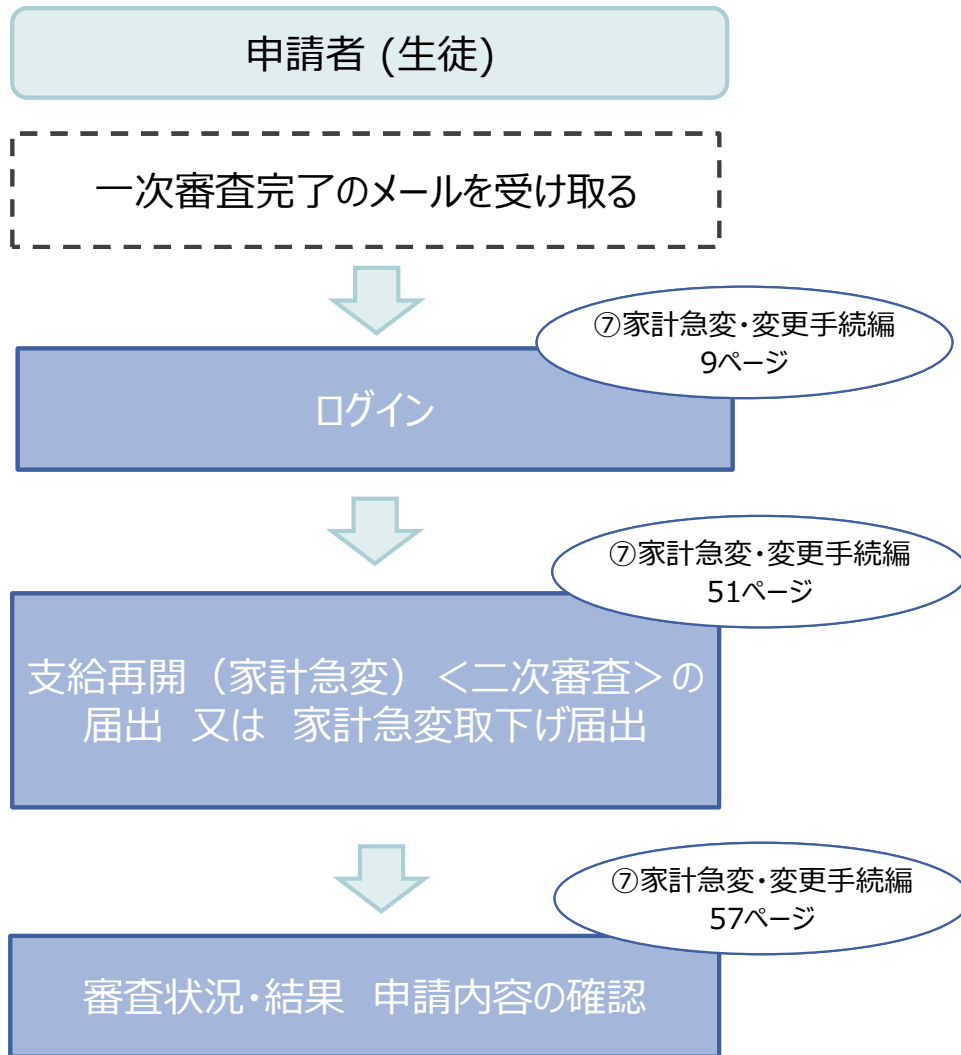 申請者 (生徒)
一次審査完了のメールを受け取る
⑦家計急変・変更手続編
9ページ
ログイン
⑦家計急変・変更手続編
51ページ
支給再開（家計急変）＜二次審査＞の
届出　又は　家計急変取下げ届出
⑦家計急変・変更手続編
57ページ
審査状況・結果　申請内容の確認